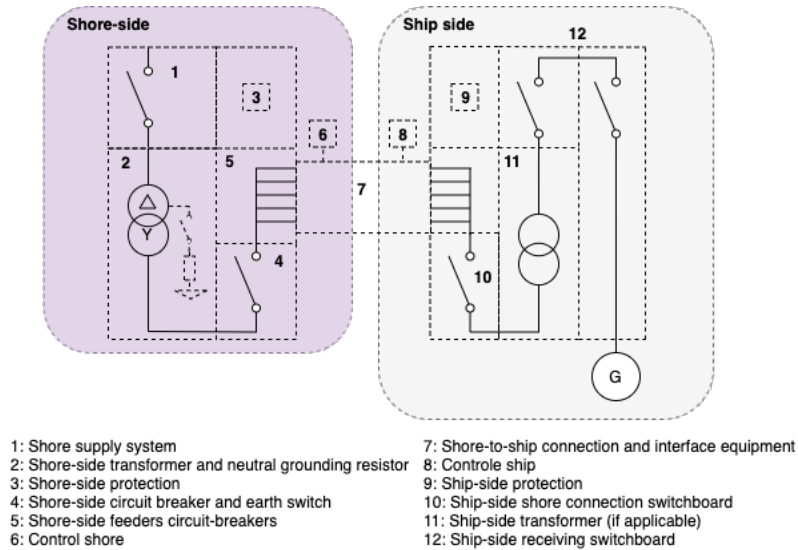 Shore-side
Ship side
12
1
3
9
6
8
2
5
11
7
△
Y
4
10
G
1: Shore supply system
2: Shore-side transformer and neutral grounding resistor
3: Shore-side protection
4: Shore-side circuit breaker and earth switch
5: Shore-side feeders circuit-breakers
6: Control shore
7: Shore-to-ship connection and interface equipment
8: Controle ship
9: Ship-side protection
10: Ship-side shore connection switchboard
11: Ship-side transformer (if applicable)
12: Ship-side receiving switchboard